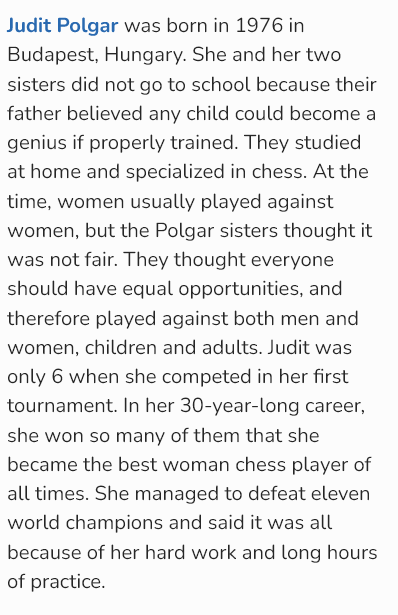 Judit Polgar was born in 1976 in
Budapest, Hungary. She and her two
sisters did not go to school because their
father believed any child could become a
genius if properly trained. They studied
at home and specialized in chess. At the
time, women usually played against
women, but the Polgar sisters thought it
was not fair. They thought everyone
should have equal opportunities, and
therefore played against both men and
women, children and adults. Judit was
only 6 when she competed in her first
tournament. In her 30-year-long career,
she won so many of them that she
became the best woman chess player of
all times. She managed to defeat eleven
world champions and said it was all
because of her hard work and long hours
of practice.